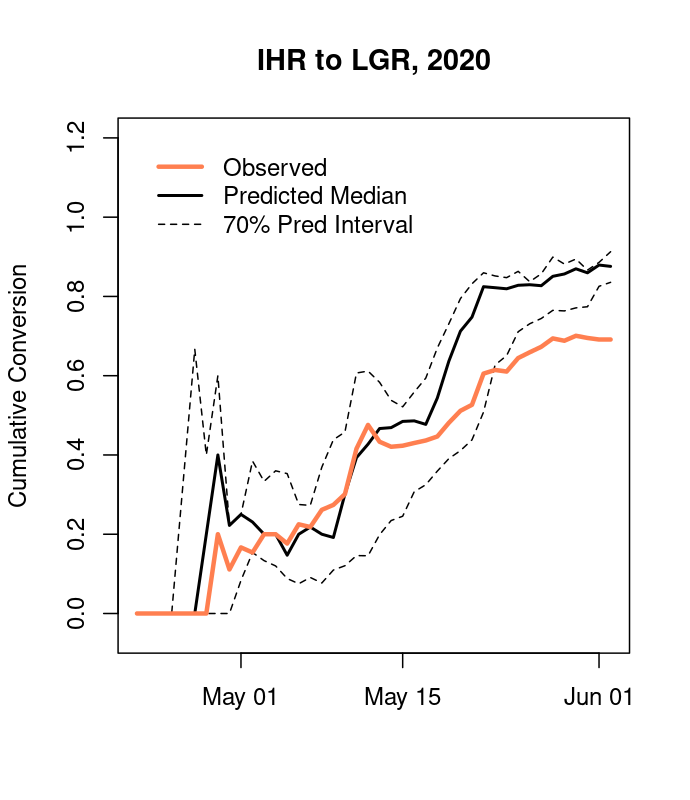 IHR to LGR, 2020
Observed
Predicted Median
70% Pred Interval
Cumulative Conversion
1.2
1.0
0.8
0.6
0.4
0.2
0.0
May 01
May 15
Jun 01